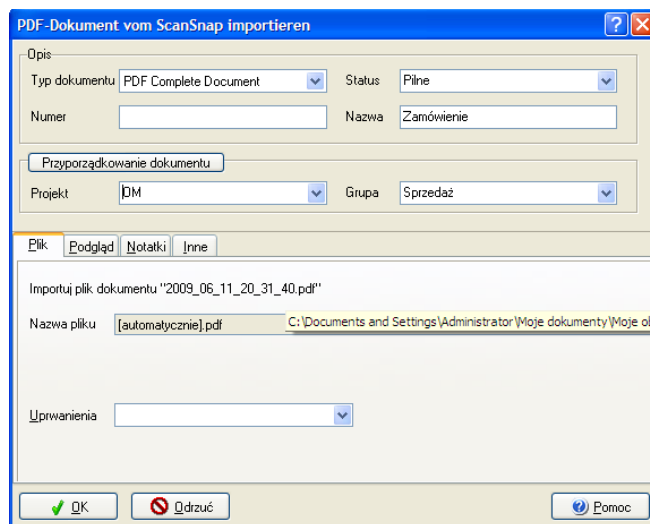 PDF-Dokument vom ScanSnap importieren
Opis
Typ dokumentu PDF Complete Document Status Pilne
Numer Nazwa Zamówienie
Przyporządkowanie dokumentu
Projekt DM Grupa Sprzedaż
Plik Podgląd Notatki Inne
Importuj plik dokumentu "2009_06_11_20_31_40.pdf"
Nazwa pliku [automatycznie].pdf C:\Documents and Settings\Administrator\Moje dokumenty\Moje ob
Uprwanienia
OK Odrzuć Pomoc